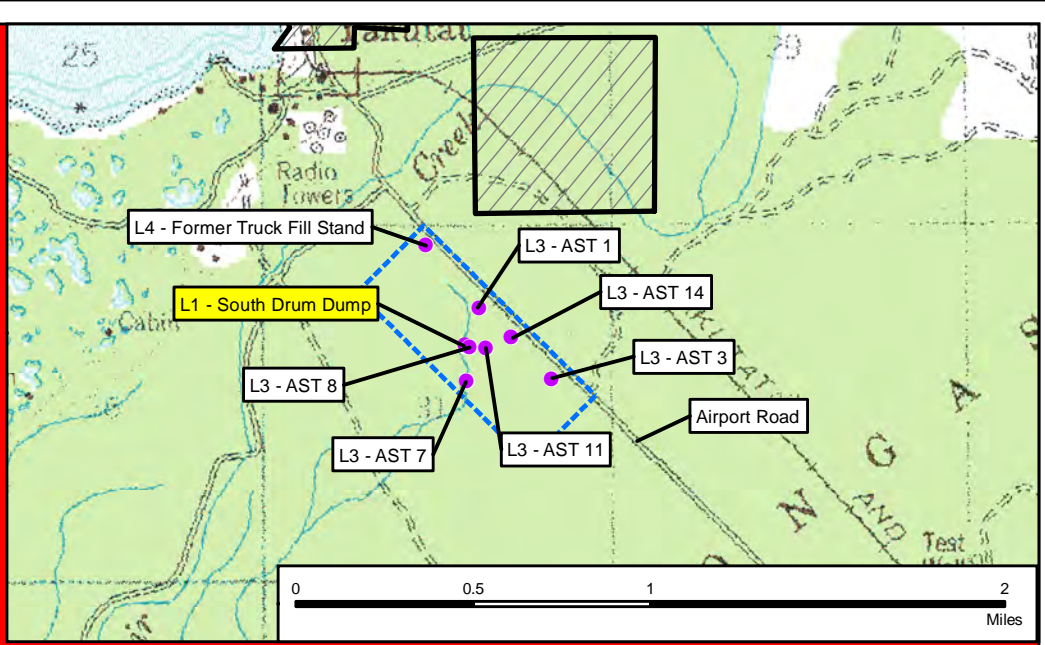 Yakutat
25
29
Creek
Radio
Towers
L4 - Former Truck Fill Stand
L3 - AST 1
L3 - AST 14
L1 - South Drum Dump
Cabin
L3 - AST 3
L3 - AST 8
31
Airport Road
L3 - AST 7
L3 - AST 11
N G A S
AND
Test
0 0.5 1 2
Miles